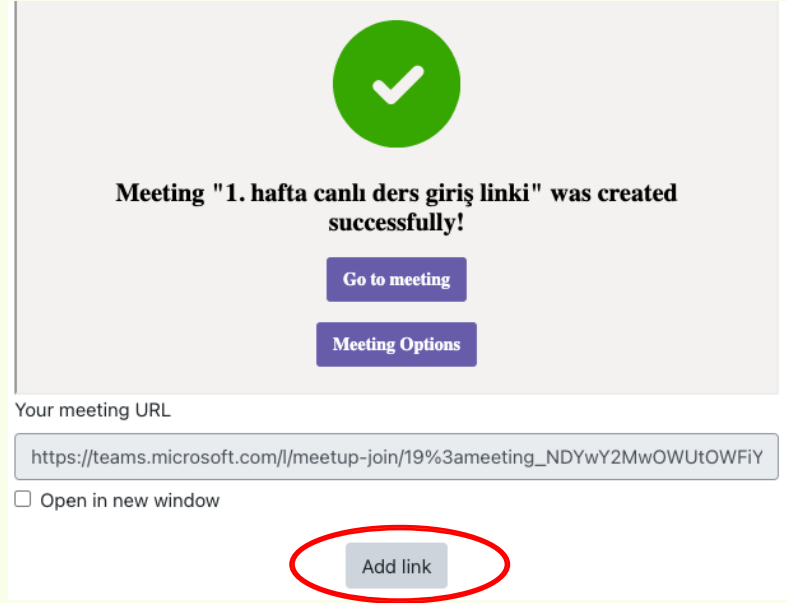 Meeting "1. hafta canlı ders giriş linki" was created
successfully!
Go to meeting
Meeting Options
Your meeting URL
https://teams.microsoft.com/l/meetup-join/19%3ameeting_NDYwY2MwOWUtOWFiY
Open in new window
Add link